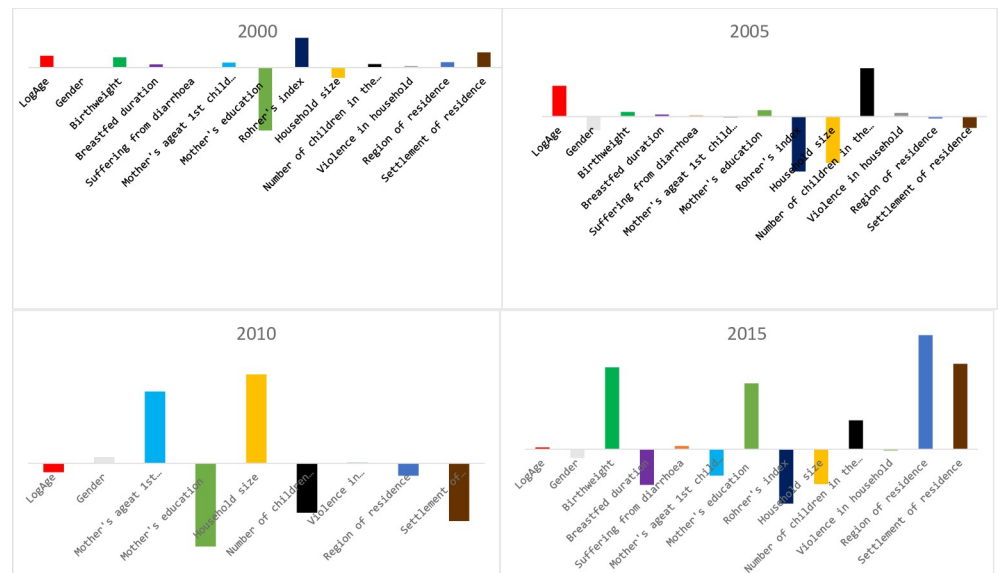 2000
LogAge
Gender
Birthweight
Breastfed duration
Suffering from diarrhoea
Mother's ageat 1st child…
Mother's education
Rohrer's index
Household size
Number of children in the…
Violence in household
Region of residence
Settlement of residence
2005
LogAge
Gender
Birthweight
Breastfed duration
Suffering from diarrhoea
Mother's ageat 1st child…
Mother's education
Rohrer's index
Household size
Number of children in the…
Violence in household
Region of residence
Settlement of residence
2010
LogAge
Gender
Mother's ageat 1st…
Mother's education
Household size
Number of children…
Violence in…
Region of residence
Settlement of…
2015
LogAge
Gender
Birthweight
Breastfed duration
Suffering from diarrhoea
Mother's ageat 1st child…
Mother's education
Rohrer's index
Household size
Number of children in the…
Violence in household
Region of residence
Settlement of residence